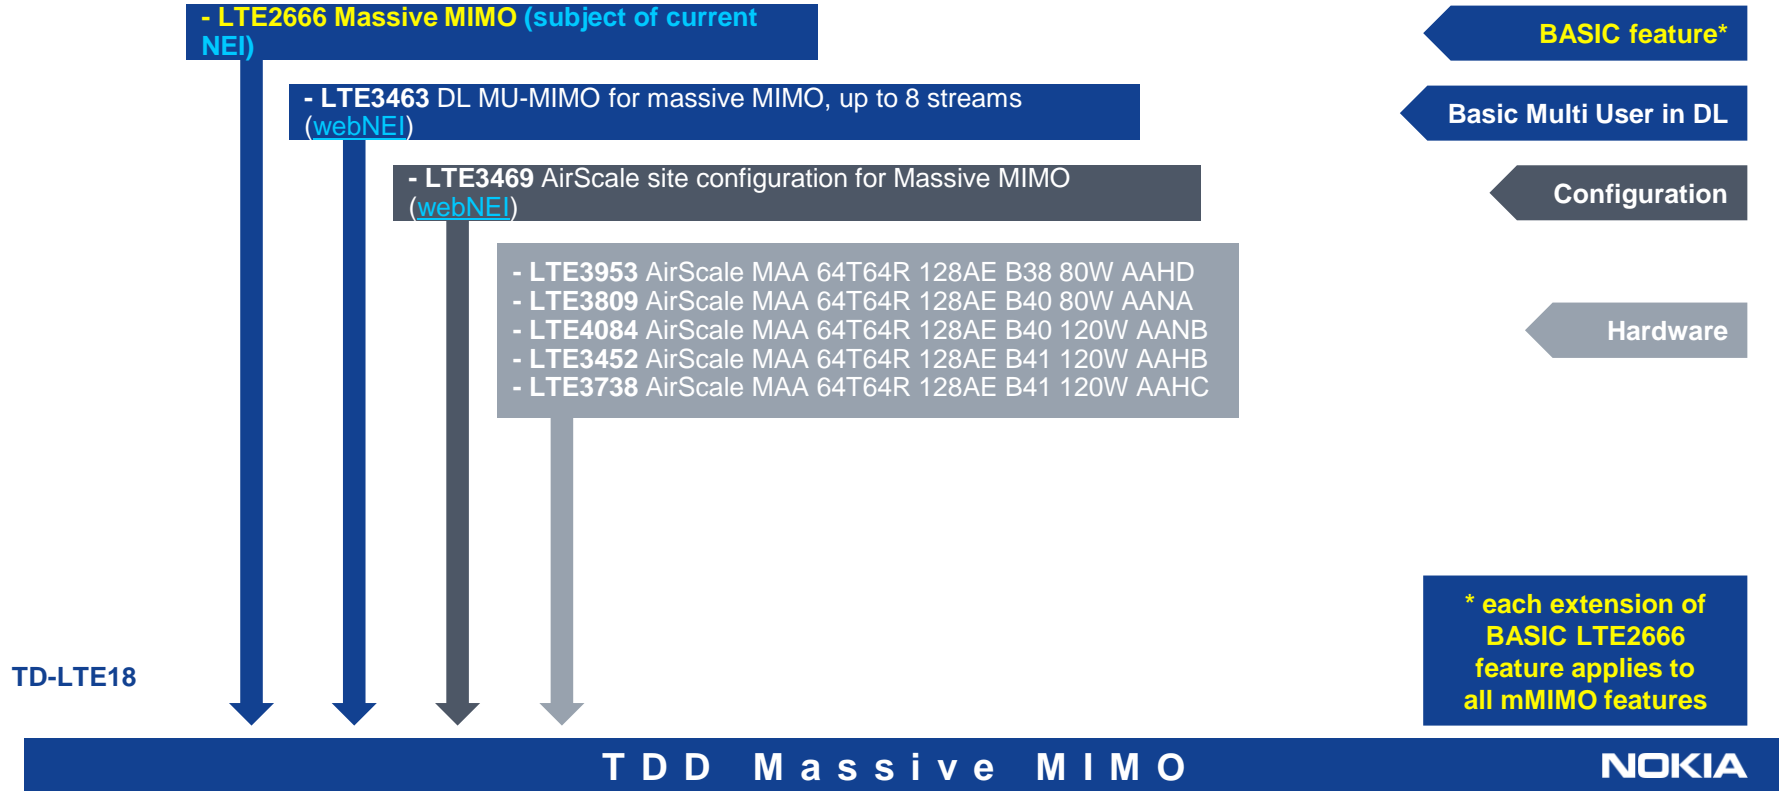 - LTE2666 Massive MIMO (subject of current
NEI)
BASIC feature*
- LTE3463 DL MU-MIMO for massive MIMO, up to 8 streams
(webNEI)
Basic Multi User in DL
- LTE3469 AirScale site configuration for Massive MIMO
(webNEI)
Configuration
- LTE3953 AirScale MAA 64T64R 128AE B38 80W AAHD
- LTE3809 AirScale MAA 64T64R 128AE B40 80W AANA
- LTE4084 AirScale MAA 64T64R 128AE B40 120W AANB
- LTE3452 AirScale MAA 64T64R 128AE B41 120W AAHB
- LTE3738 AirScale MAA 64T64R 128AE B41 120W AAHC
Hardware
* each extension of
BASIC LTE2666
feature applies to
all mMIMO features
TD-LTE18
TDD Massive MIMO
NOKIA